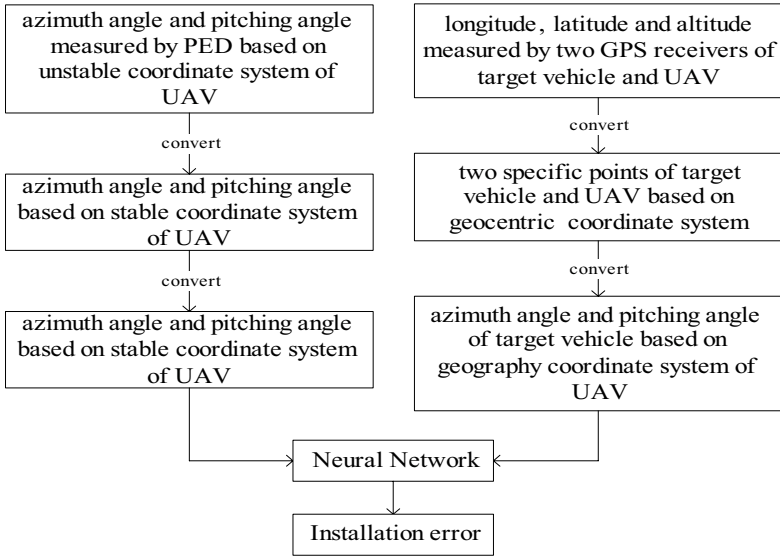 azimuth angle and pitching angle
measured by PED based on
unstable coordinate system of
UAV
convert
azimuth angle and pitching angle
based on stable coordinate system
of UAV
convert
azimuth angle and pitching angle
based on stable coordinate system
of UAV
longitude, latitude and altitude
measured by two GPS receivers of
target vehicle and UAV
convert
two specific points of target
vehicle and UAV based on
geocentric coordinate system
convert
azimuth angle and pitching angle
of target vehicle based on
geography coordinate system of
UAV
Neural Network
Installation error